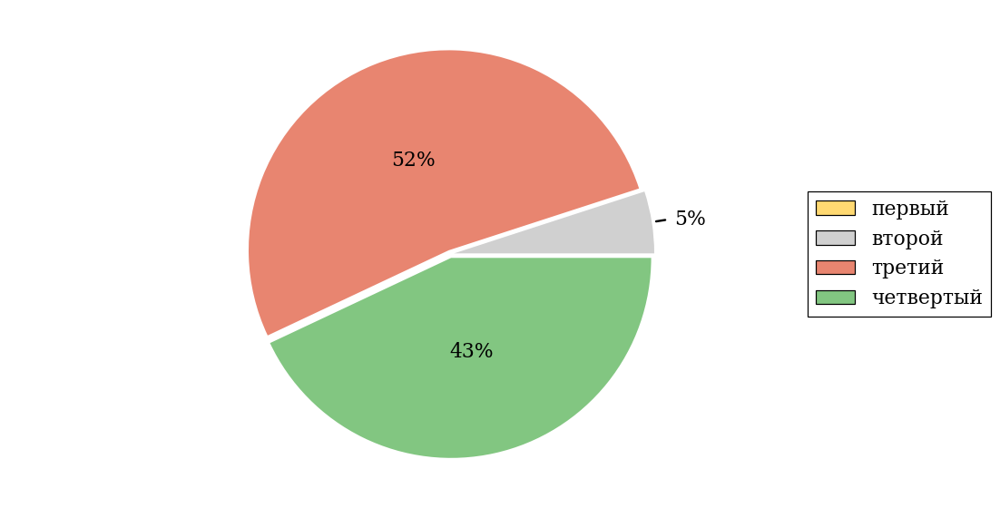 52%
5%
43%
первый
второй
третий
четвертый